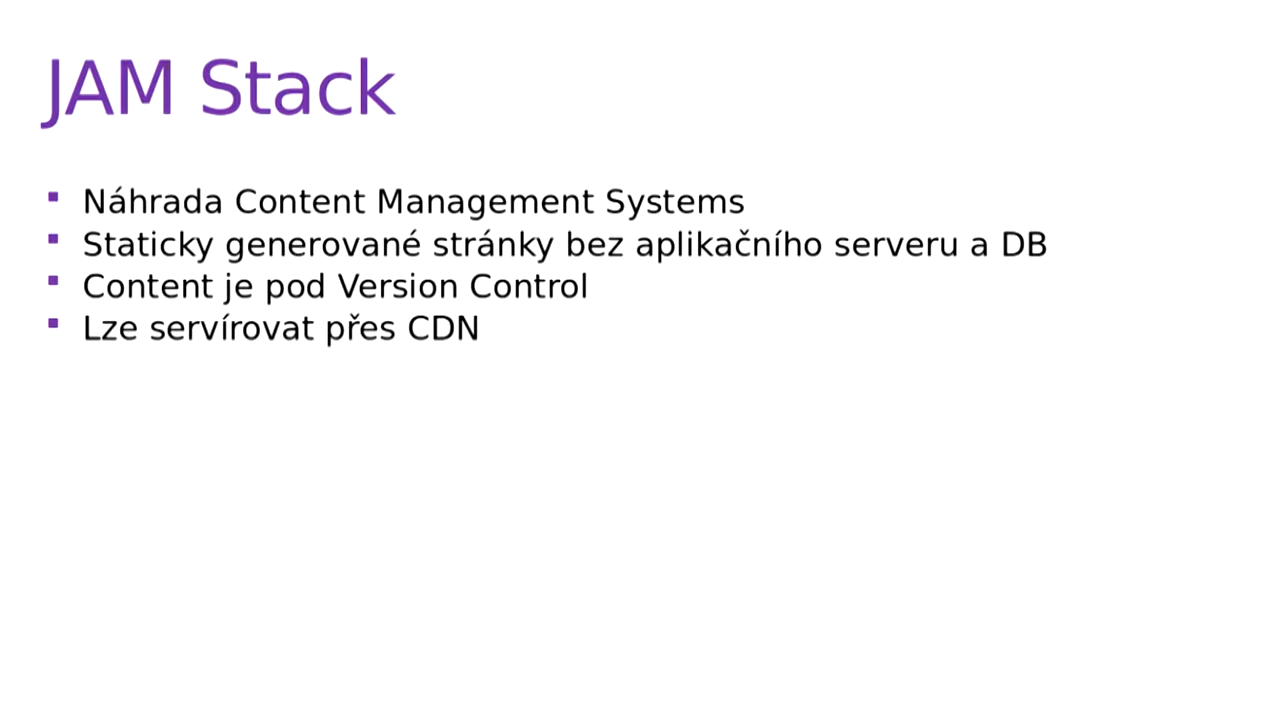 JAM Stack
Náhrada Content Management Systems
Staticky generované stránky bez aplikačního serveru a DB
Content je pod Version Control
Lze servírovat přes CDN